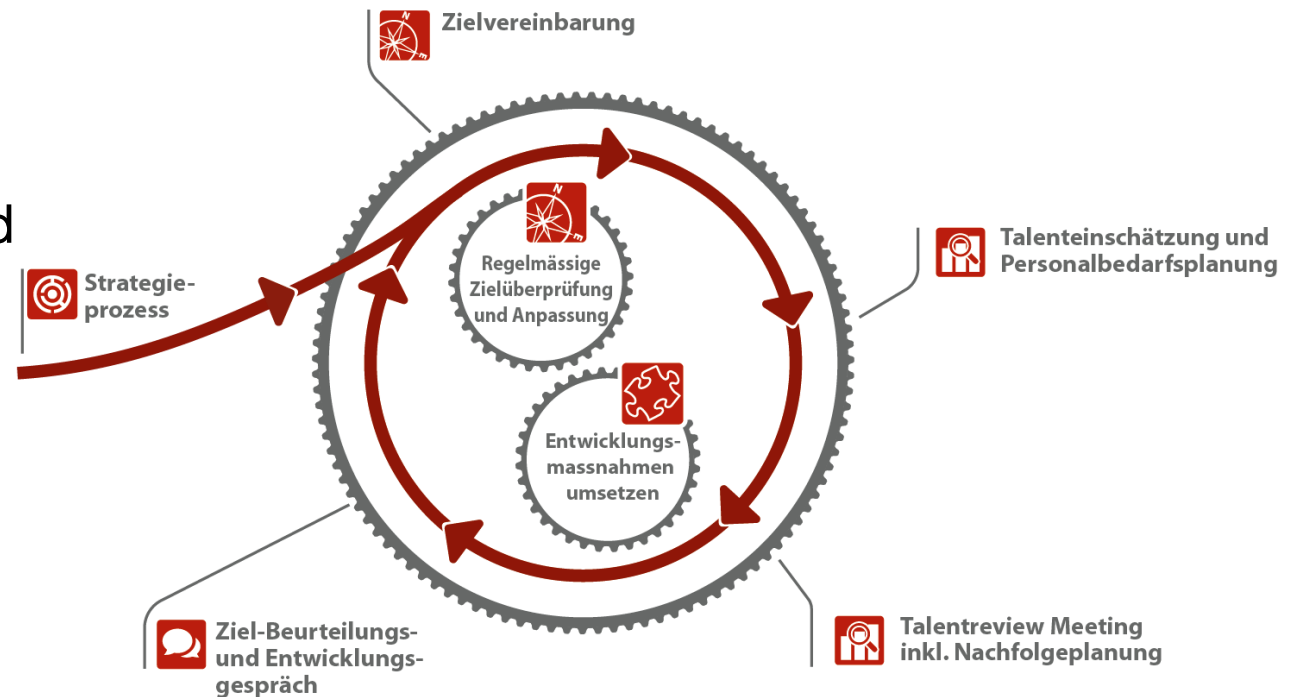 Zielvereinbarung
d
Strategie-
prozess
Regelmässige
Zielüberprüfung
und Anpassung
Talenteinschätzung und
Personalbedarfsplanung
Entwicklungs-
massnahmen
umsetzen
Ziel-Beurteilungs-
und Entwicklungs-
gespräch
Talentreview Meeting
inkl. Nachfolgeplanung
N
E
N
E